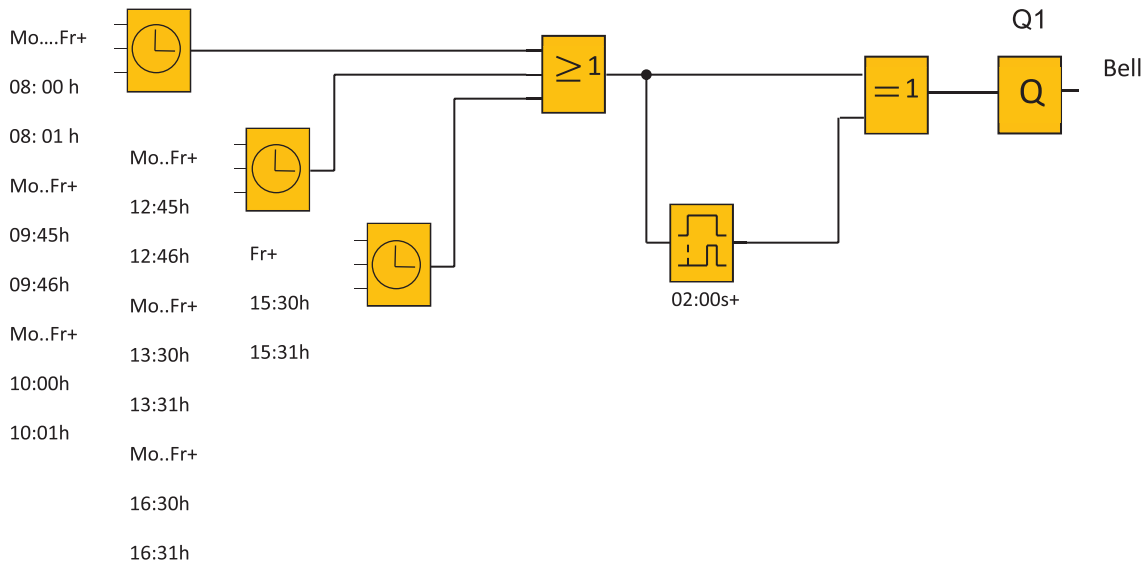 Mo....Fr+
08: 00 h
08: 01 h
Mo..Fr+
09:45h
09:46h
Mo..Fr+
10:00h
10:01h
Mo..Fr+
12:45h
12:46h
Mo..Fr+
13:30h
13:31h
Mo..Fr+
16:30h
16:31h
Fr+
15:30h
15:31h
≥1
02:00s+
=1
Q1
Q
Bell